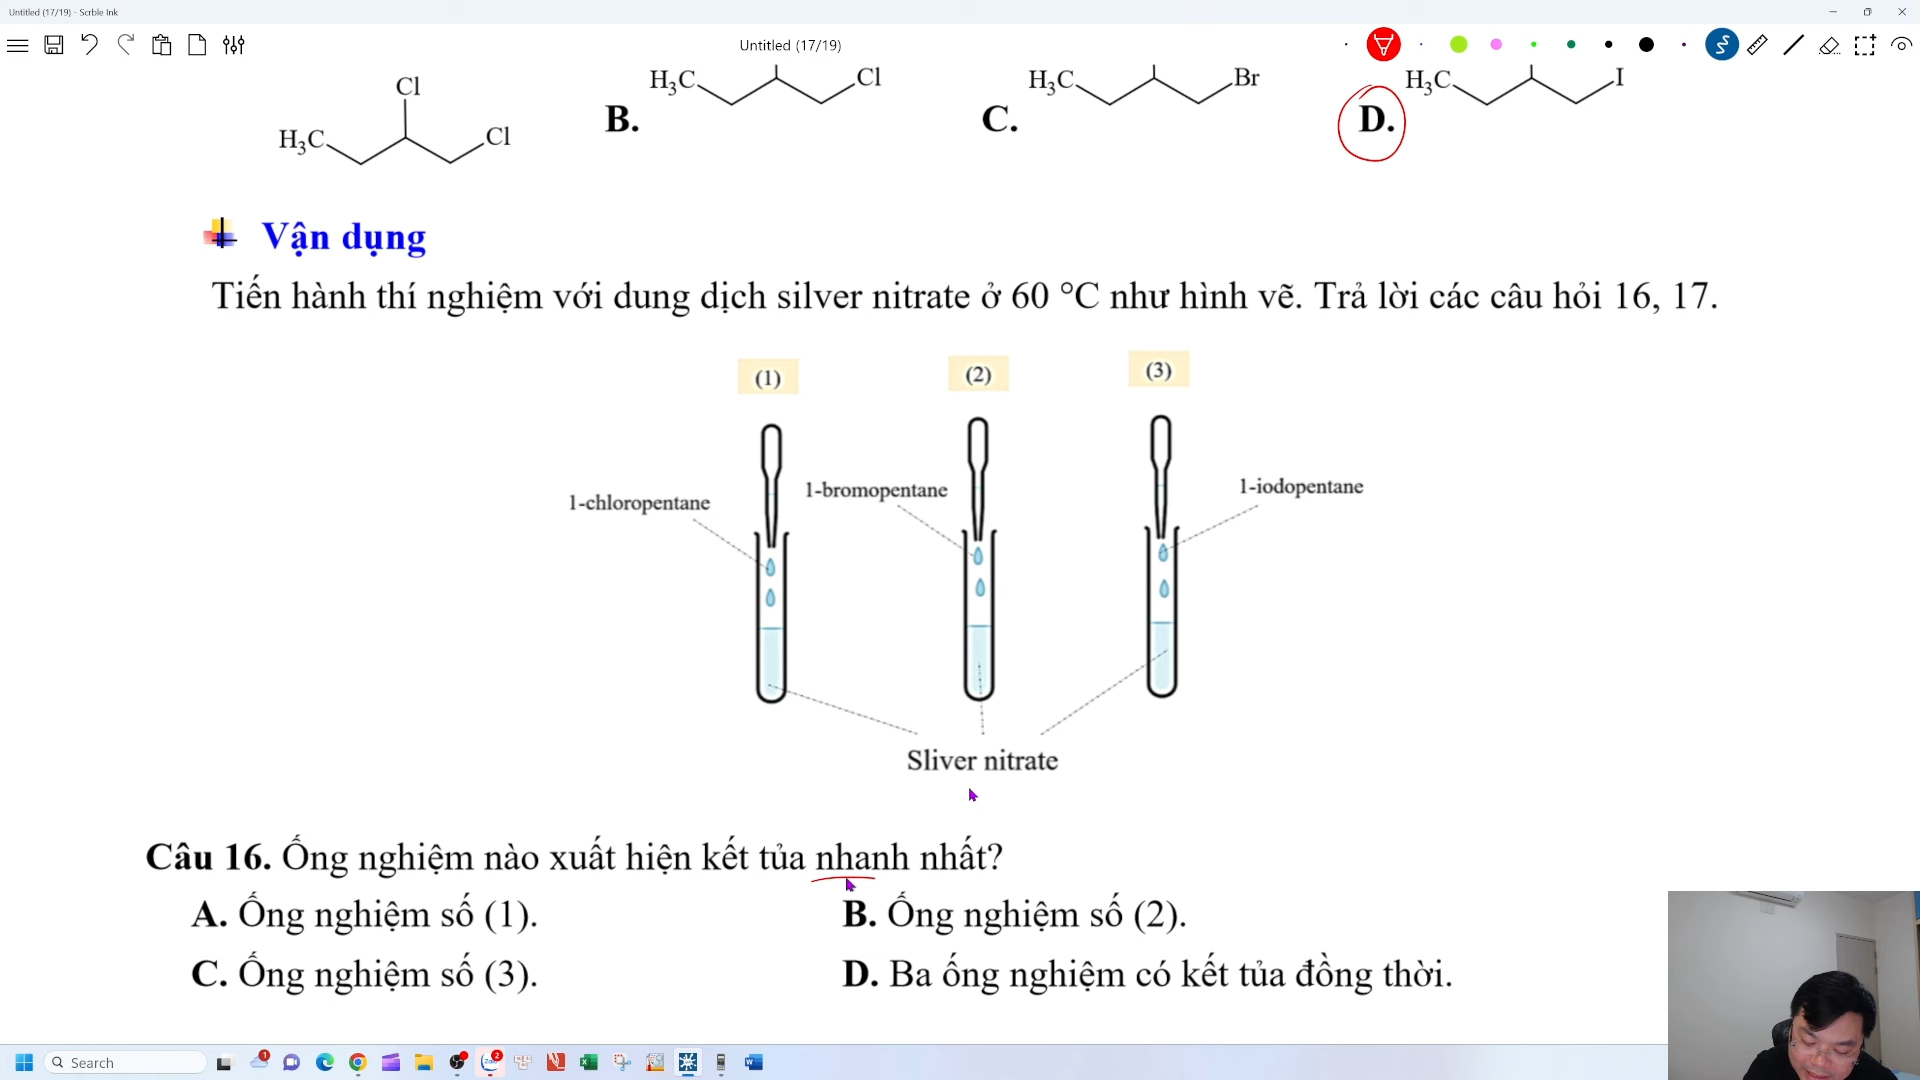 Untitled (17/19) - Scrble Ink
Untitled (17/19)
Cl
H3C
Cl
B.
H3C
Cl
C.
H3C
Br
D.
H3C
I
Vận dụng
Tiến hành thí nghiệm với dung dịch silver nitrate ở 60 °C như hình vẽ. Trả lời các câu hỏi 16, 17.
(1)
(2)
(3)
1-chloropentane
1-bromopentane
1-iodopentane
Sliver nitrate
Câu 16. Ống nghiệm nào xuất hiện kết tủa nhanh nhất?
A. Ống nghiệm số (1).
B. Ống nghiệm số (2).
C. Ống nghiệm số (3).
D. Ba ống nghiệm có kết tủa đồng thời.
Search
1
Zalo
2